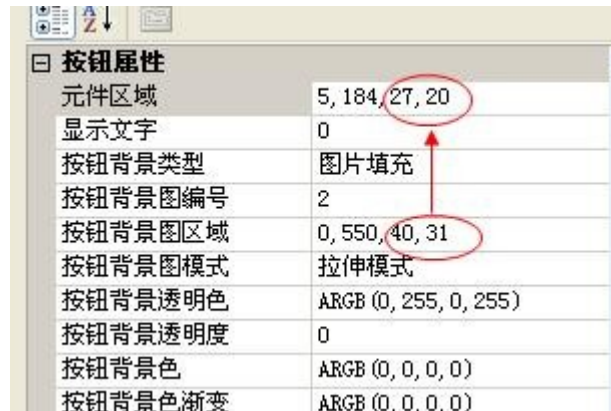 按钮属性
元件区域 5, 184, 27, 20
显示文字 0
按钮背景类型 图片填充
按钮背景图编号 2
按钮背景图区域 0, 550, 40, 31
按钮背景图模式 拉伸模式
按钮背景透明色 ARGB (0, 255, 0, 255)
按钮背景透明度 0
按钮背景色 ARGB (0, 0, 0, 0)
按钮背景色渐变 ARGB (0, 0, 0, 0)